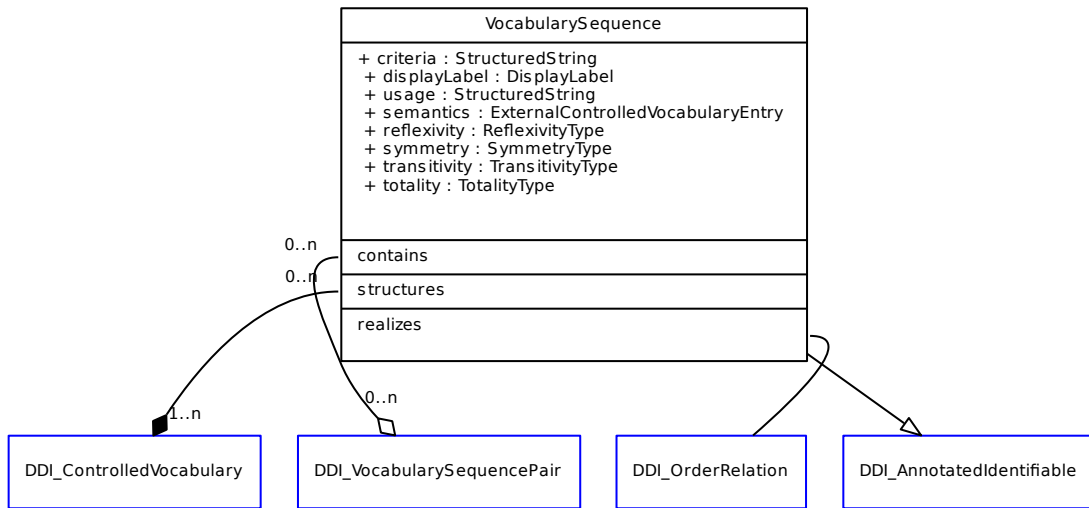 VocabularySequence
+ criteria : StructuredString
+ displayLabel : DisplayLabel
+ usage : StructuredString
+ semantics : ExternalControlledVocabularyEntry
+ reflexivity : ReflexivityType
+ symmetry : SymmetryType
+ transitivity : TransitivityType
+ totality : TotalityType
0..n
contains
0..n
structures
realizes
0..n
1..n
DDI_ControlledVocabulary
DDI_VocabularySequencePair
DDI_OrderRelation
DDI_AnnotatedIdentifiable